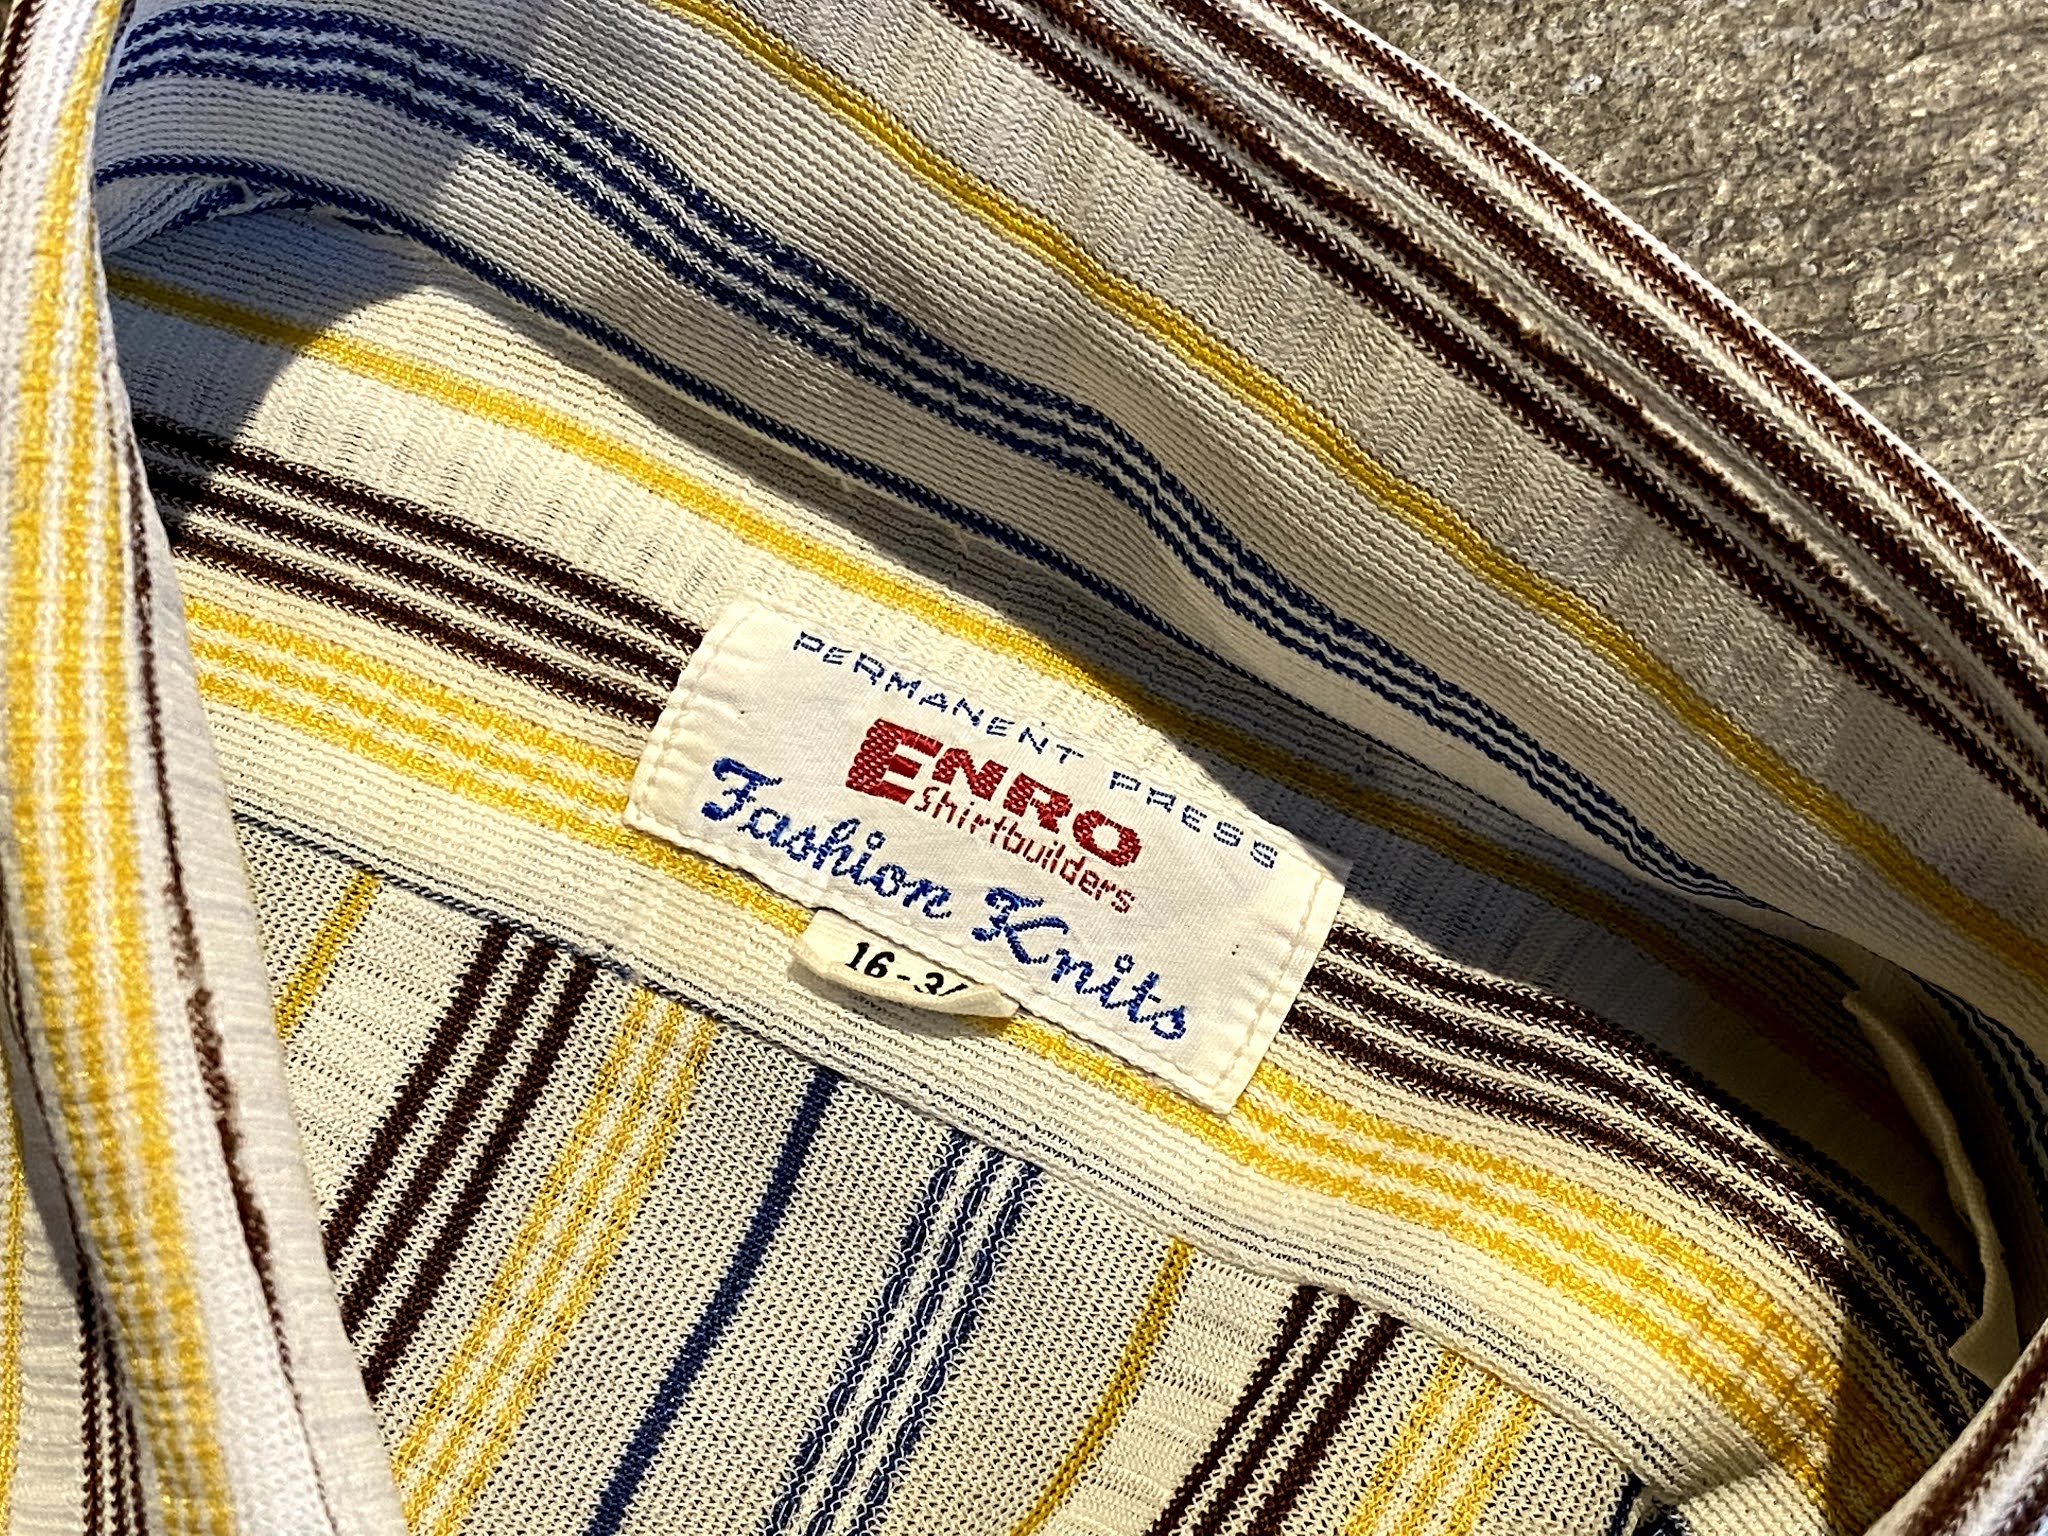 PERMANENT PRESS
ENRO
Shirtbuilders
Fashion Knits
16-3